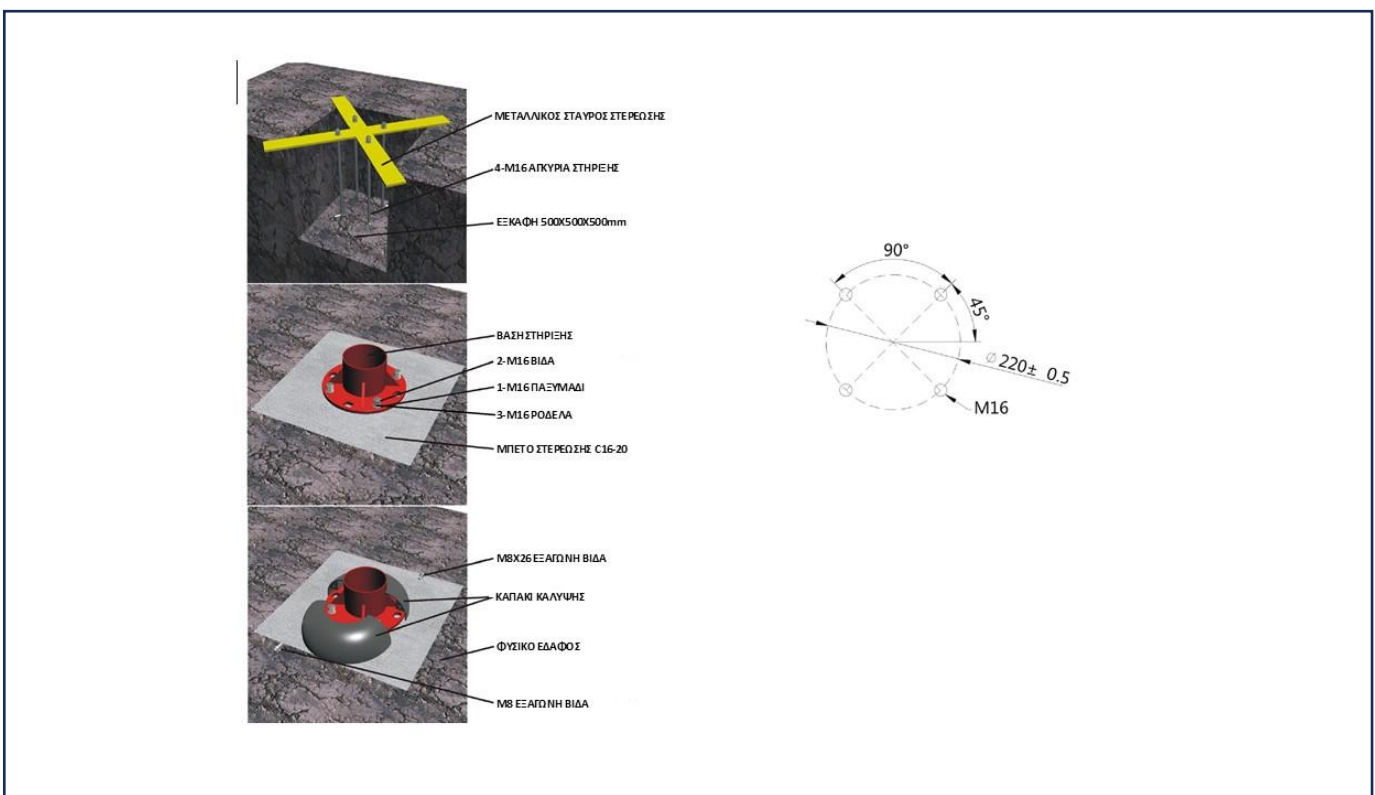 ΜΕΤΑΛΛΙΚΟΣ ΣΤΑΥΡΟΣ ΣΤΕΡΕΩΣΗΣ
4-M16 ΑΓΚΥΡΙΑ ΣΤΗΡΙΞΗΣ
ΕΞΚΑΦΗ 500X500X500mm
ΒΑΣΗ ΣΤΗΡΙΞΗΣ
2-M16 ΒΙΔΑ
1-M16 ΠΑΞΥΜΑΔΙ
3-M16 ΡΟΔΕΛΑ
ΜΠΕΤΟ ΣΤΕΡΕΩΣΗΣ C16-20
M8X26 ΕΞΑΓΩΝΗ ΒΙΔΑ
ΚΑΠΑΚΙ ΚΑΛΥΨΗΣ
ΦΥΣΙΚΟ ΕΔΑΦΟΣ
M8 ΕΞΑΓΩΝΗ ΒΙΔΑ
90°
45°
∅ 220± 0.5
M16